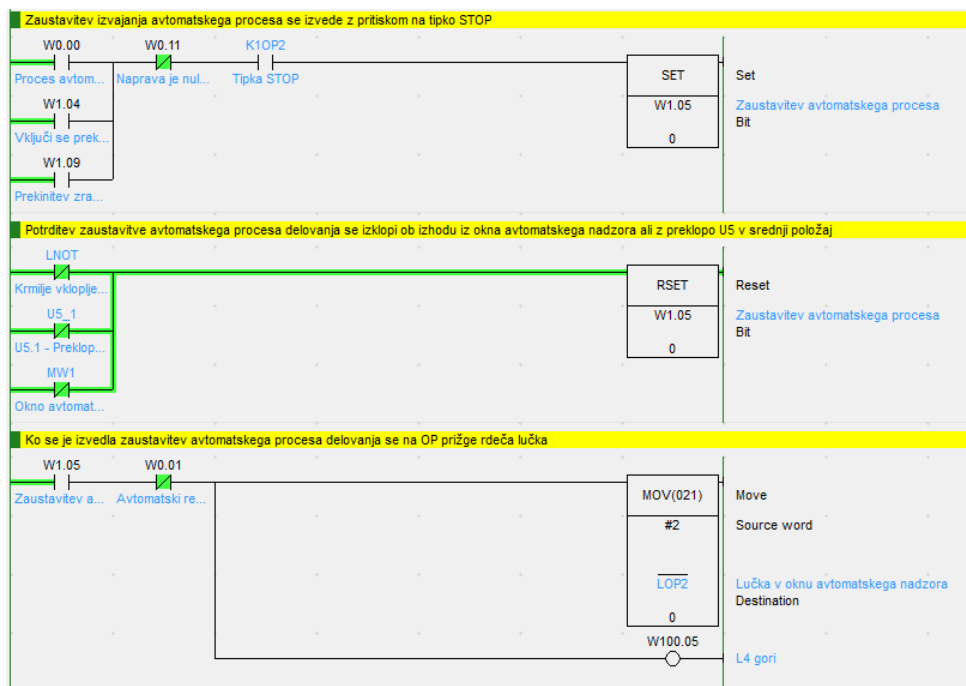 Zaustavitev izvajanja avtomatskega procesa se izvede z pritiskom na tipko STOP
W0.00 W0.11 K1OP2
Proces avtom... Naprava je nul... Tipka STOP
SET Set
W1.04 W1.05 Zaustavitev avtomatskega procesa
Bit
Vključi se prek... 0
W1.09
Prekinitev zra...
Potrditev zaustavitve avtomatskega procesa delovanja se izklopi ob izhodu iz okna avtomatskega nadzora ali z preklopo U5 v srednji položaj
LNOT
Krmilje vkloplje... RSET Reset
U5_1 W1.05 Zaustavitev avtomatskega procesa
Bit
U5.1 - Preklop... 0
MW1
Okno avtomat...
Ko se je izvedla zaustavitev avtomatskega procesa delovanja se na OP prižge rdeča lučka
W1.05 W0.01
Zaustavitev a... Avtomatski re... MOV(021) Move
#2 Source word
LOP2 Lučka v oknu avtomatskega nadzora
Destination
0
W100.05
L4 gori